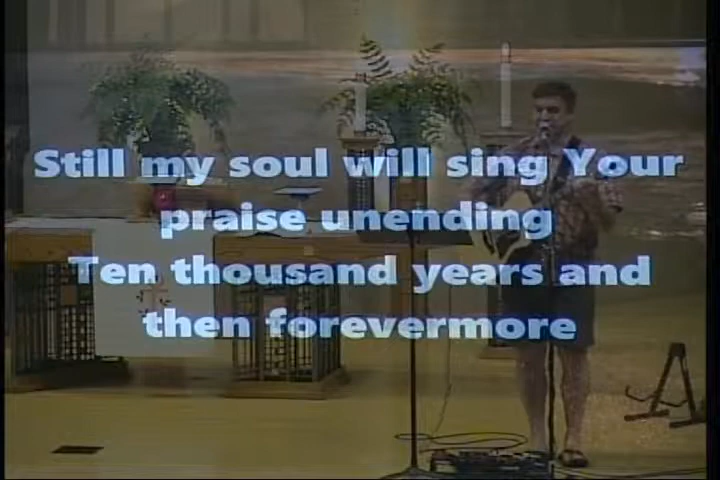 Still my soul will sing Your
praise unending
Ten thousand years and
then forevermore